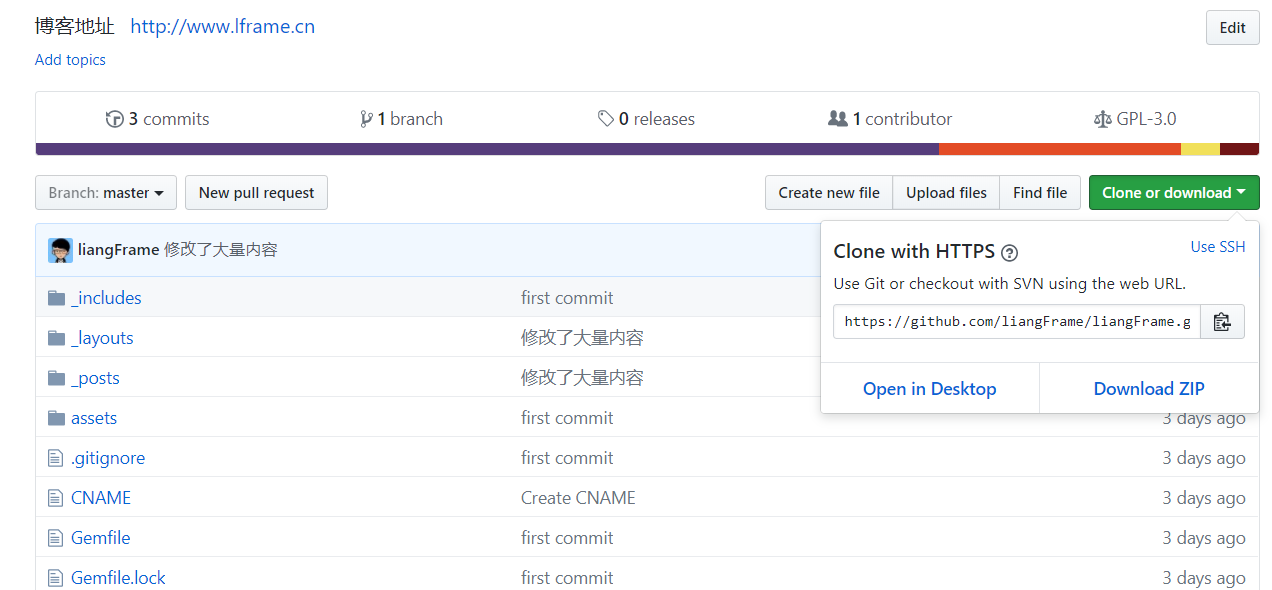 博客地址 http://www.lframe.cn
Edit
Add topics
3 commits 1 branch 0 releases 1 contributor GPL-3.0
Branch: master New pull request Create new file Upload files Find file Clone or download
liangFrame 修改了大量内容
Clone with HTTPS ? Use SSH
Use Git or checkout with SVN using the web URL.
https://github.com/liangFrame/liangFrame.g
Open in Desktop Download ZIP
_includes first commit
_layouts 修改了大量内容
_posts 修改了大量内容
assets first commit 3 days ago
.gitignore first commit 3 days ago
CNAME Create CNAME 3 days ago
Gemfile first commit 3 days ago
Gemfile.lock first commit 3 days ago